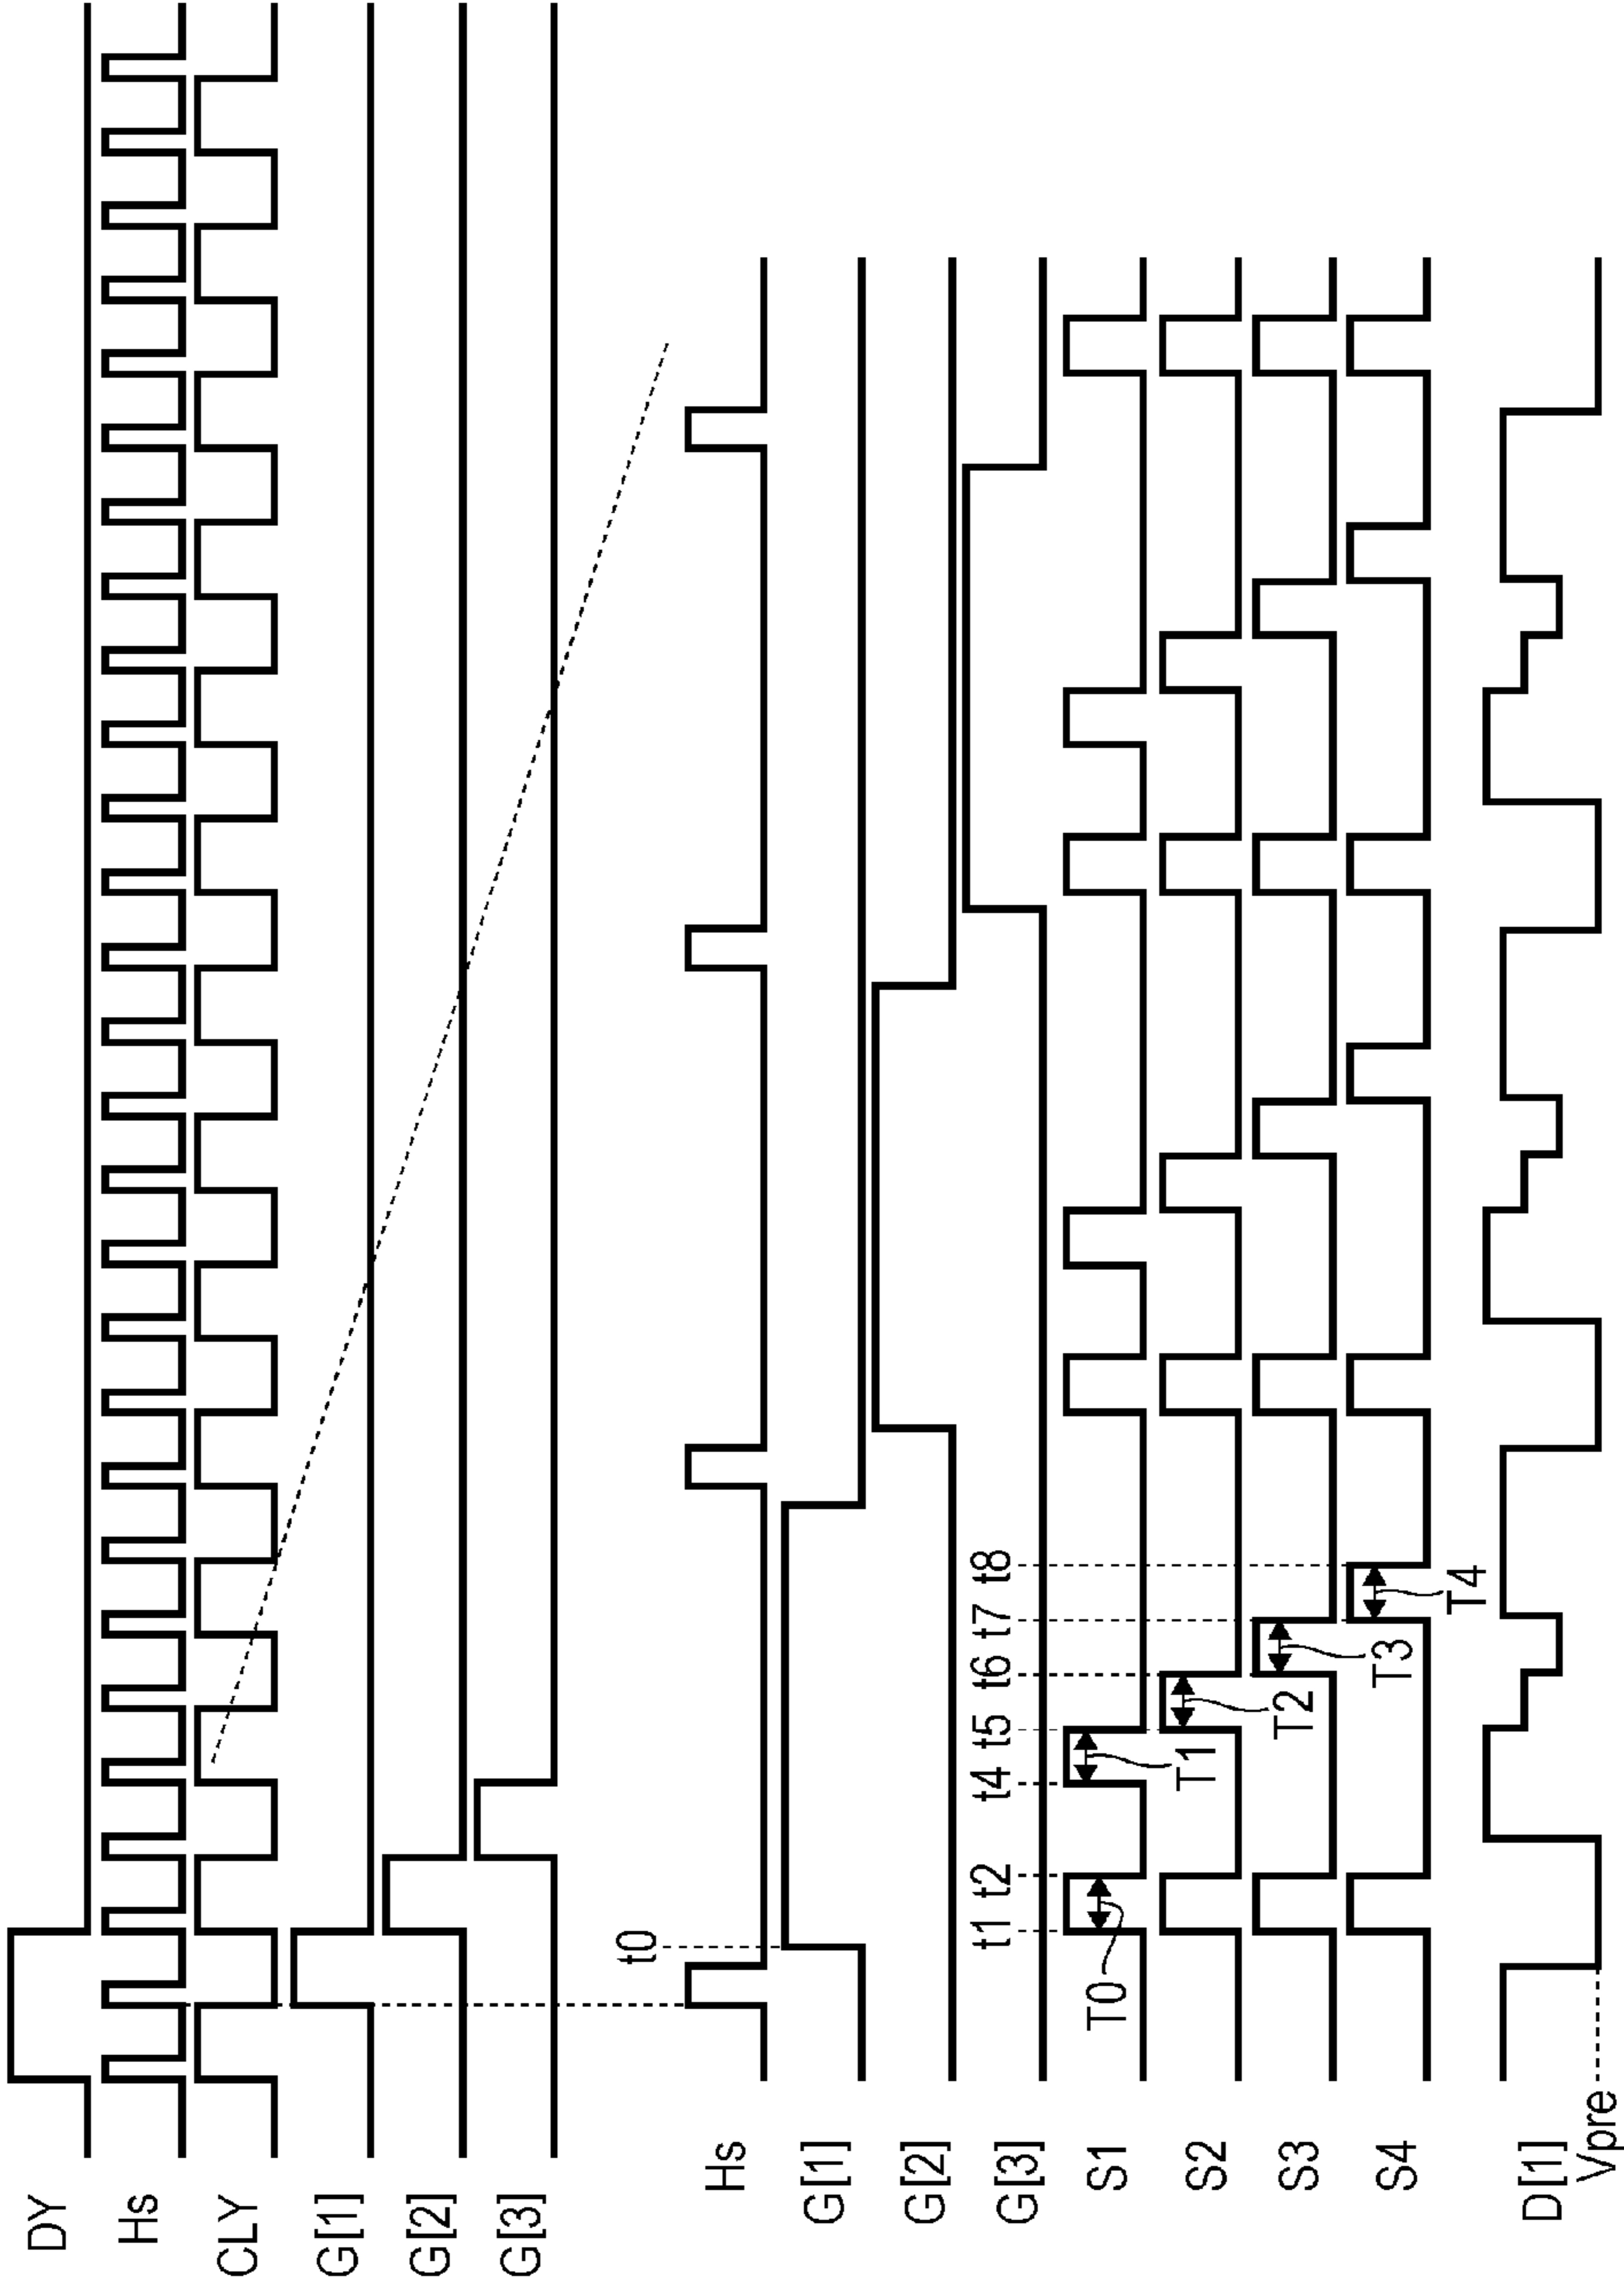 DY
Hs
CLY
G[1]
G[2]
G[3]
t0
Hs
G[1]
G[2]
G[3]
t1 t2 t4 t5 t6 t7 t8
S1
T0
T1
S2
T2
S3
T3
S4
T4
D[1]
Vpre